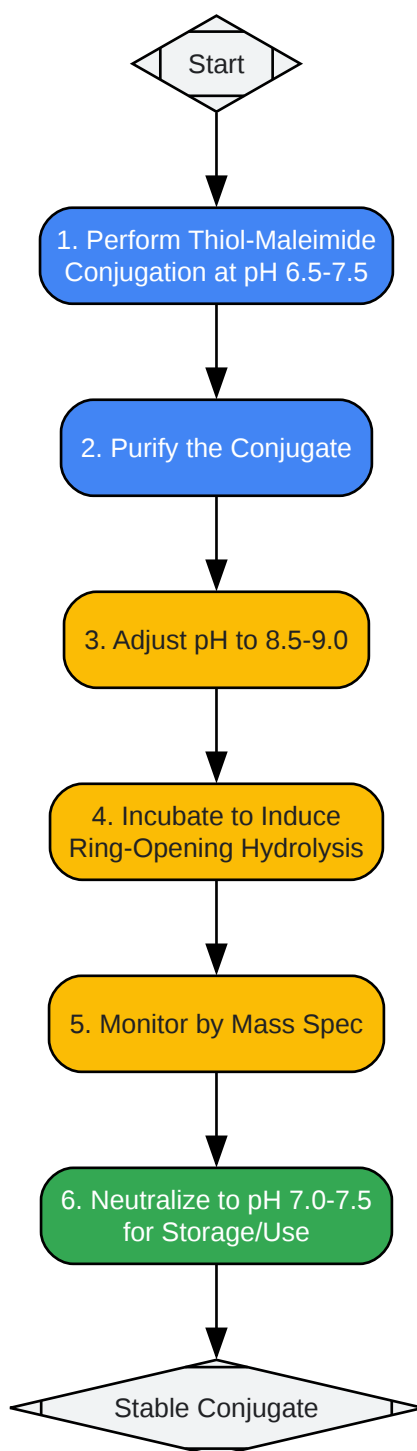 Start
1. Perform Thiol-Maleimide
Conjugation at pH 6.5-7.5
2. Purify the Conjugate
3. Adjust pH to 8.5-9.0
4. Incubate to Induce
Ring-Opening Hydrolysis
5. Monitor by Mass Spec
6. Neutralize to pH 7.0-7.5
for Storage/Use
Stable Conjugate